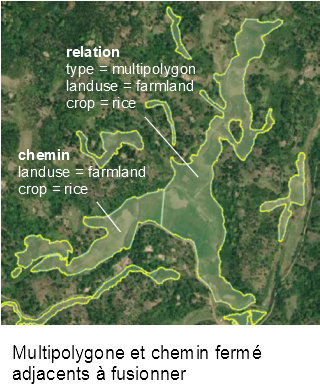 relation
type = multipolygon
landuse = farmland
crop = rice
chemin
landuse = farmland
crop = rice
Multipolygone et chemin fermé
adjacents à fusionner